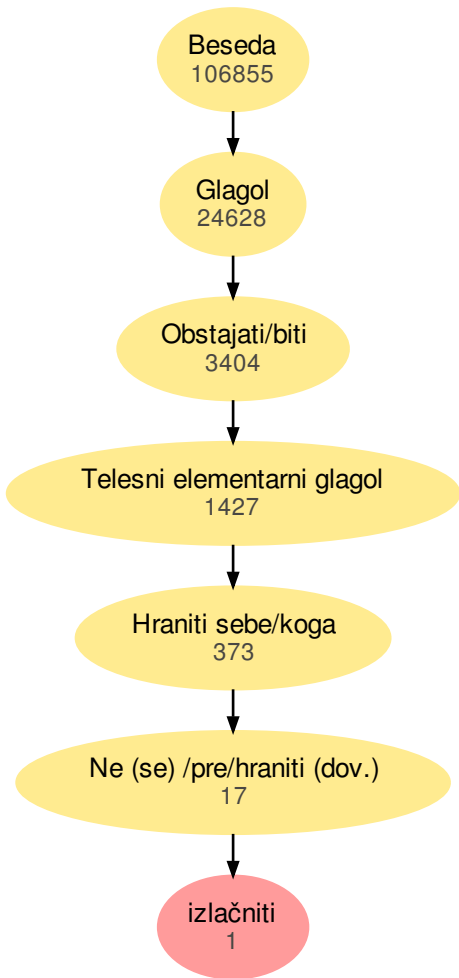 Beseda
106855
Glagol
24628
Obstajati/biti
3404
Telesni elementarni glagol
1427
Hraniti sebe/koga
373
Ne (se) /pre/hraniti (dov.)
17
izlačniti
1